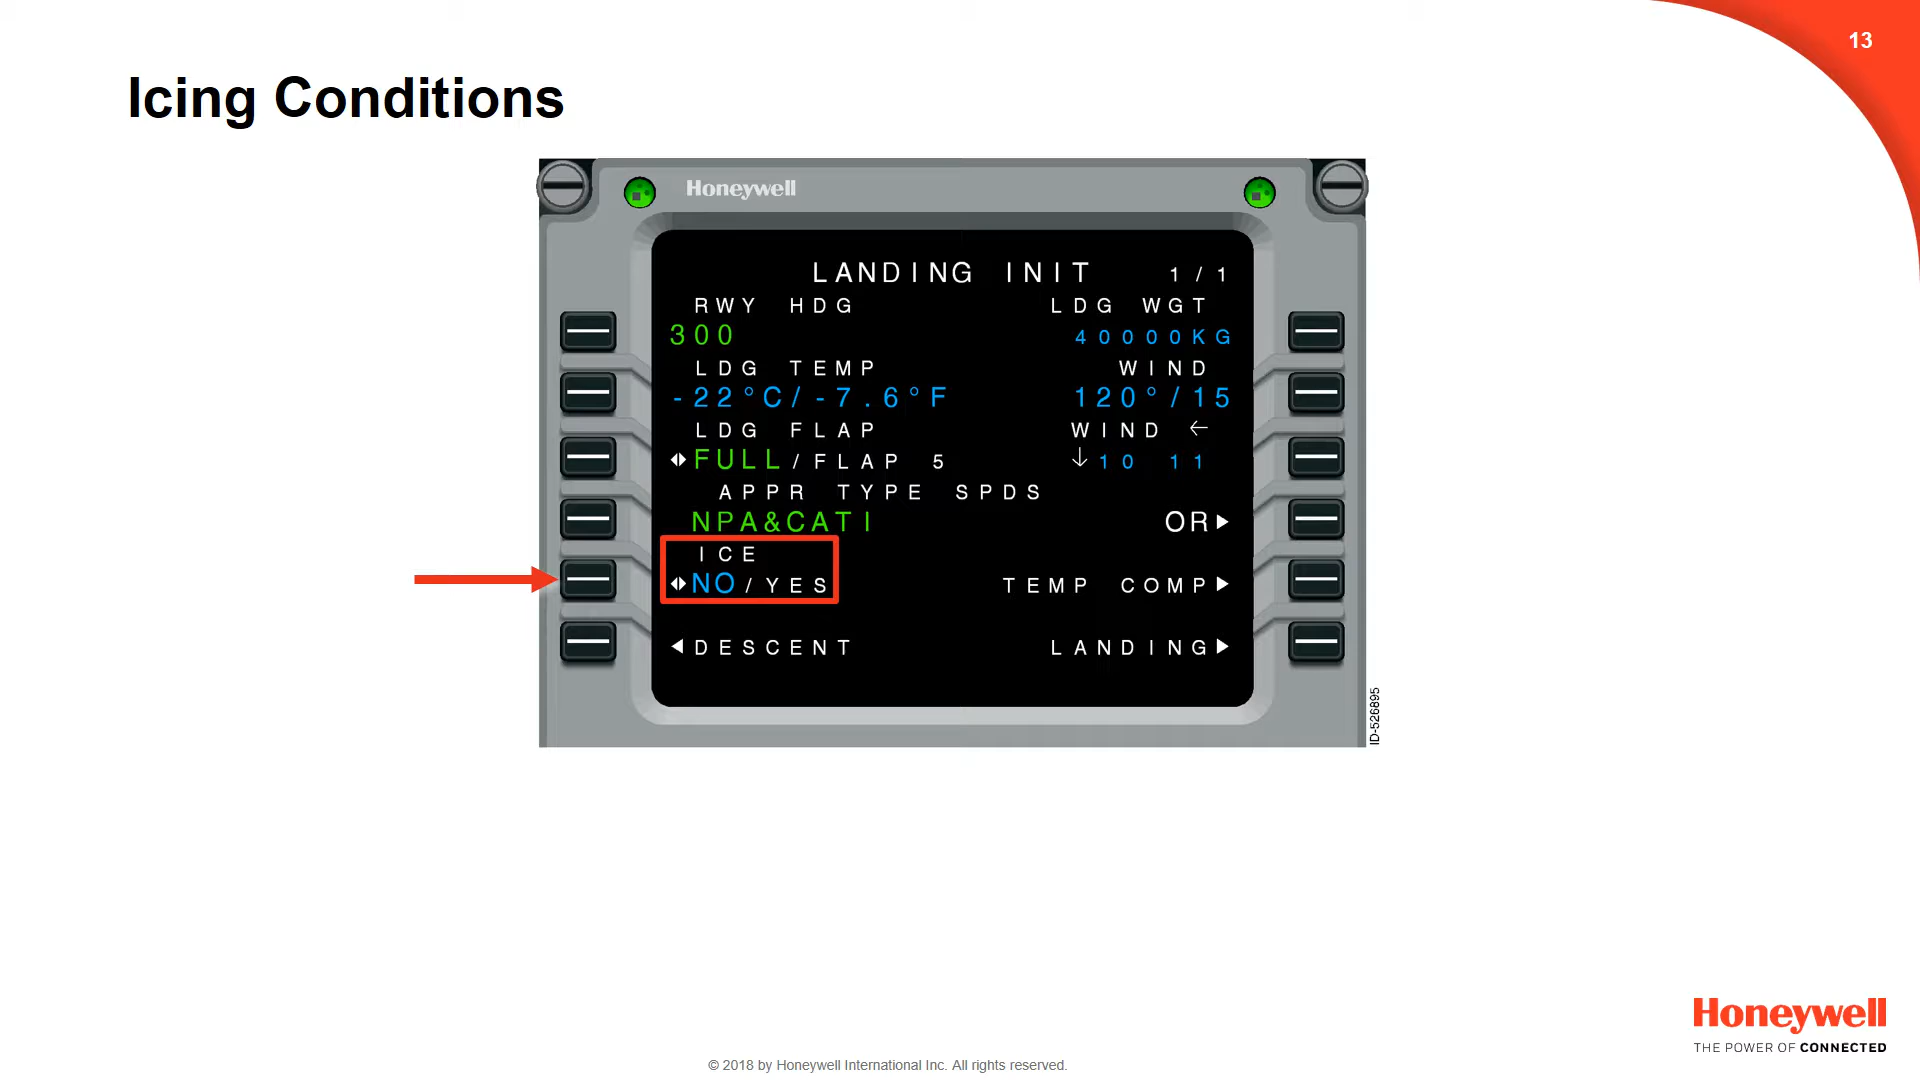 13
Icing Conditions
Honeywell
LANDING INIT 1/1
RWY HDG LDG WGT
300 40000KG
LDG TEMP WIND
-22°C/-7.6°F 120°/15
LDG FLAP WIND ←
FULL/FLAP 5 ↓10 11
APPR TYPE SPDS
NPA&CATI OR
ICE
NO/YES TEMP COMP
DESCENT LANDING
ID-526895
Honeywell
THE POWER OF CONNECTED
© 2018 by Honeywell International Inc. All rights reserved.